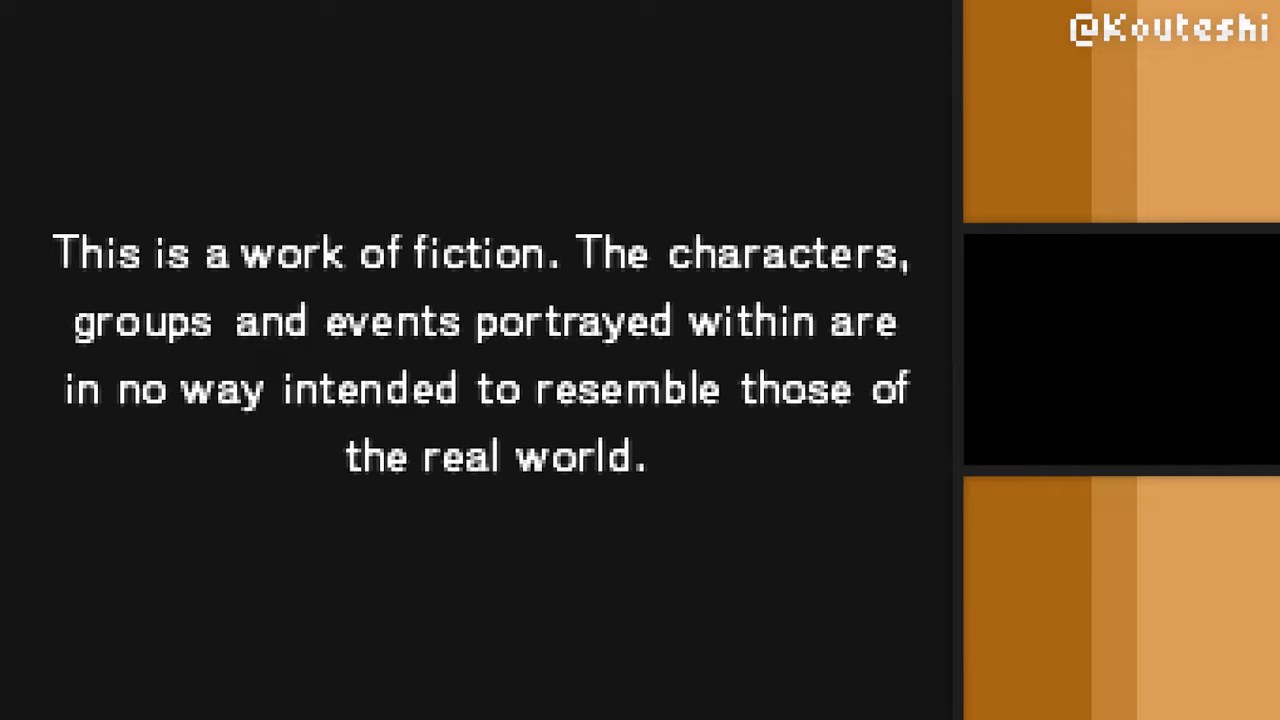 @Kouteshi
This is a work of fiction. The characters,
groups and events portrayed within are
in no way intended to resemble those of
the real world.